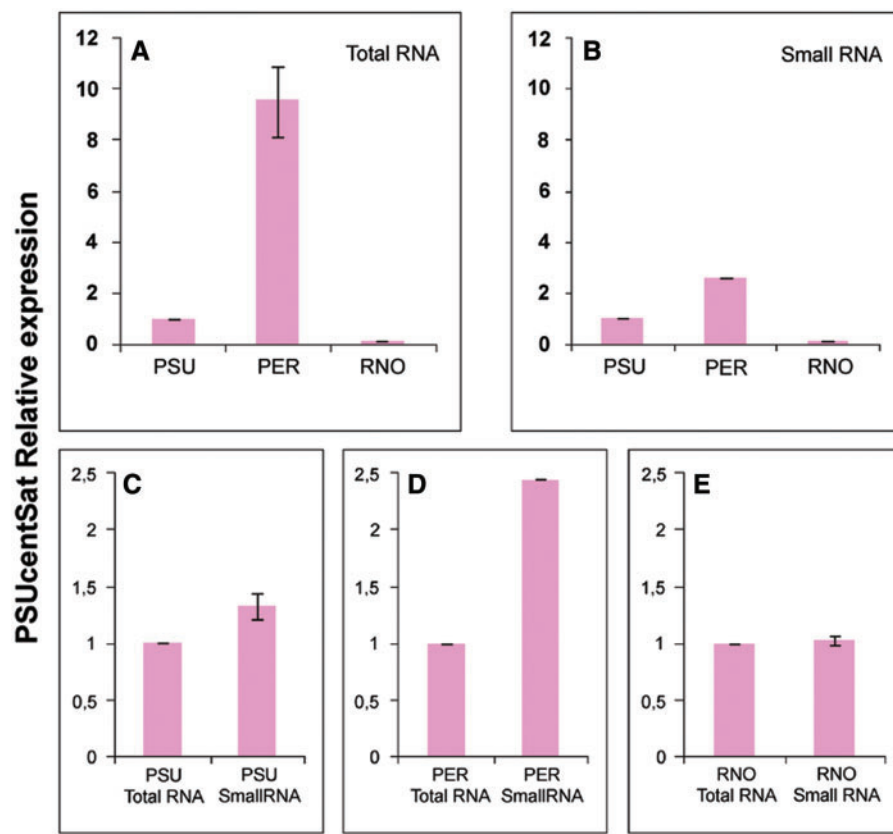 PSUcentSat Relative expression
A
Total RNA
12
10
8
6
4
2
0
PSU PER RNO
B
Small RNA
12
10
8
6
4
2
0
PSU PER RNO
C
2,5
2
1,5
1
0,5
0
PSU PSU
Total RNA SmallRNA
D
2,5
2
1,5
1
0,5
0
PER PER
Total RNA SmallRNA
E
2,5
2
1,5
1
0,5
0
RNO RNO
Total RNA Small RNA